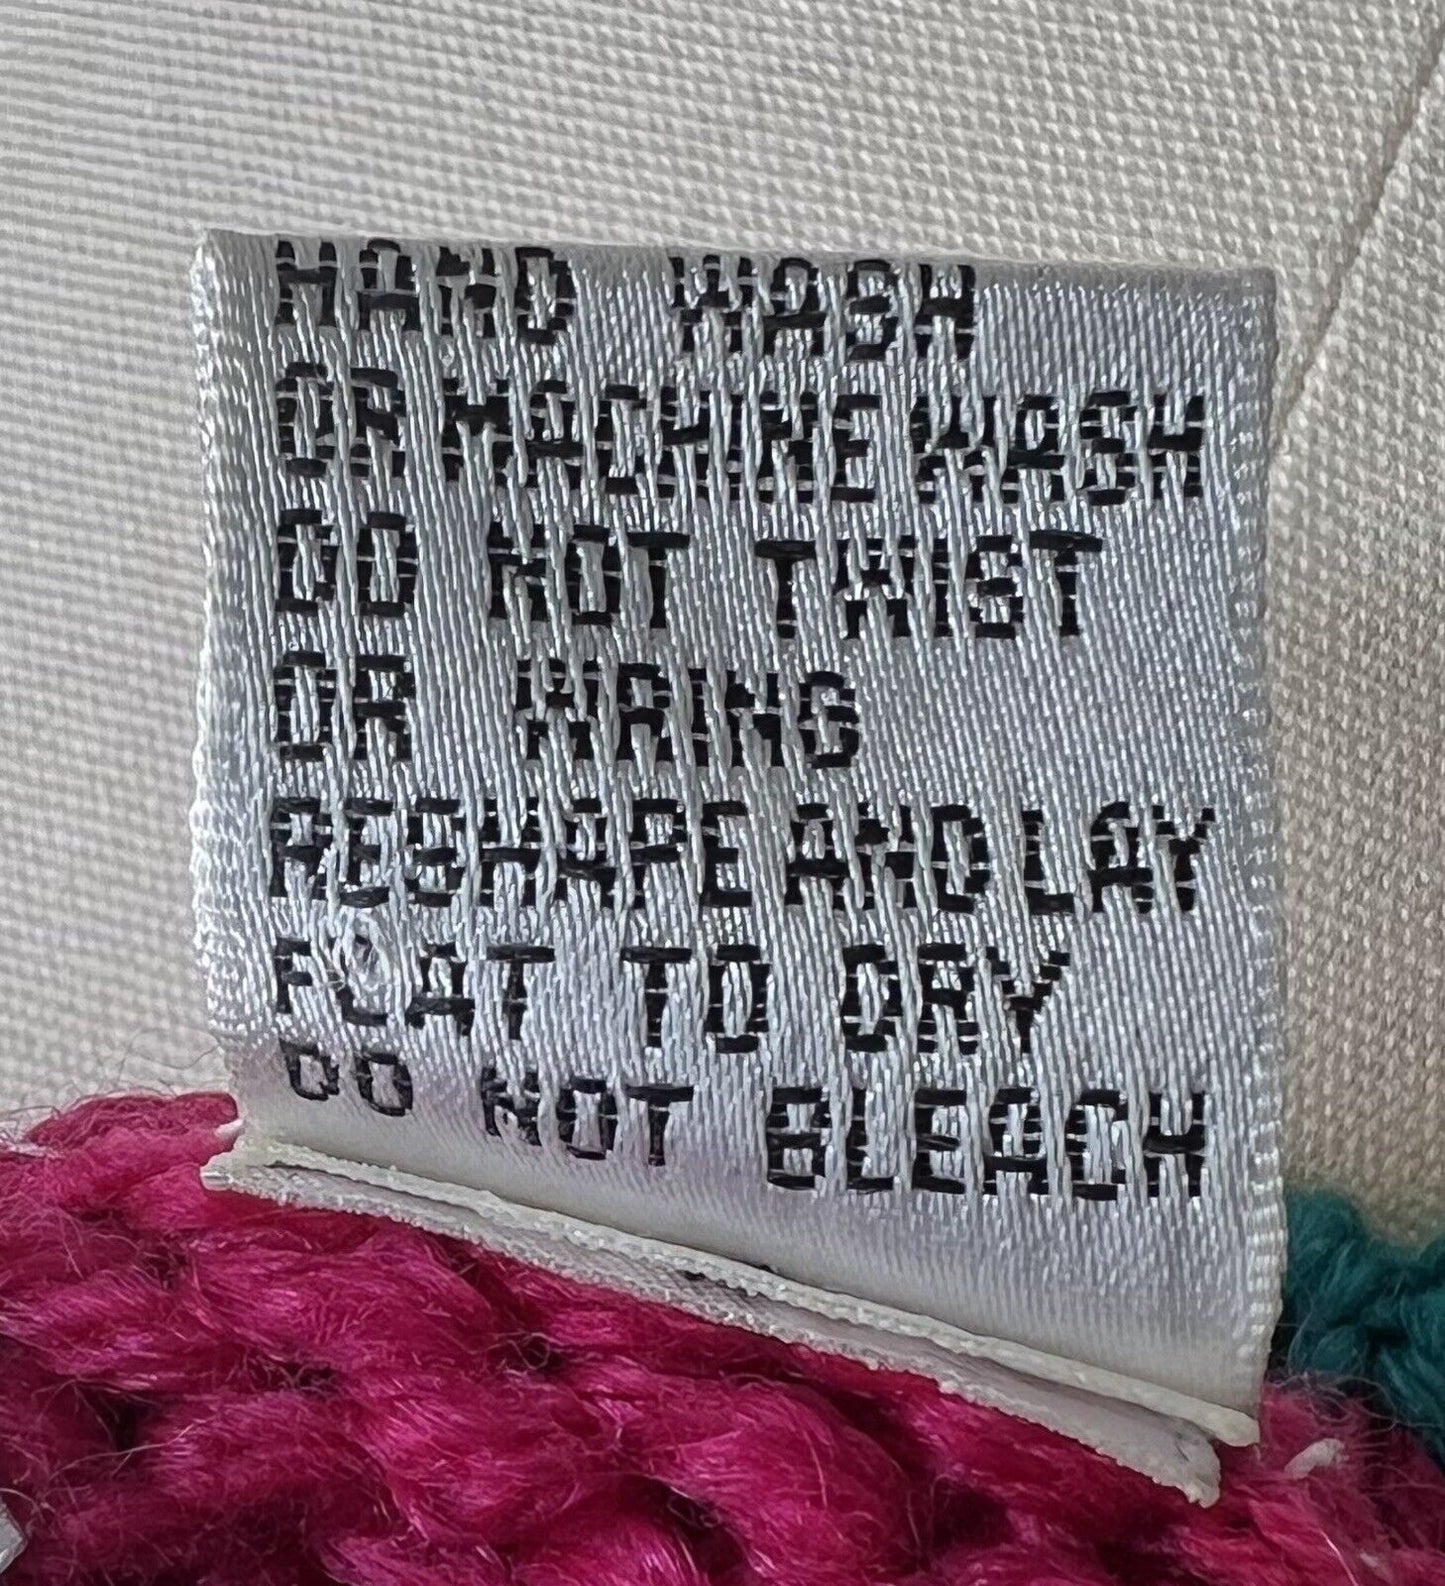 HAND WASH
OR MACHINE WASH
DO NOT TWIST
OR WRING
RESHAPE AND LAY
FLAT TO DRY
DO NOT BLEACH